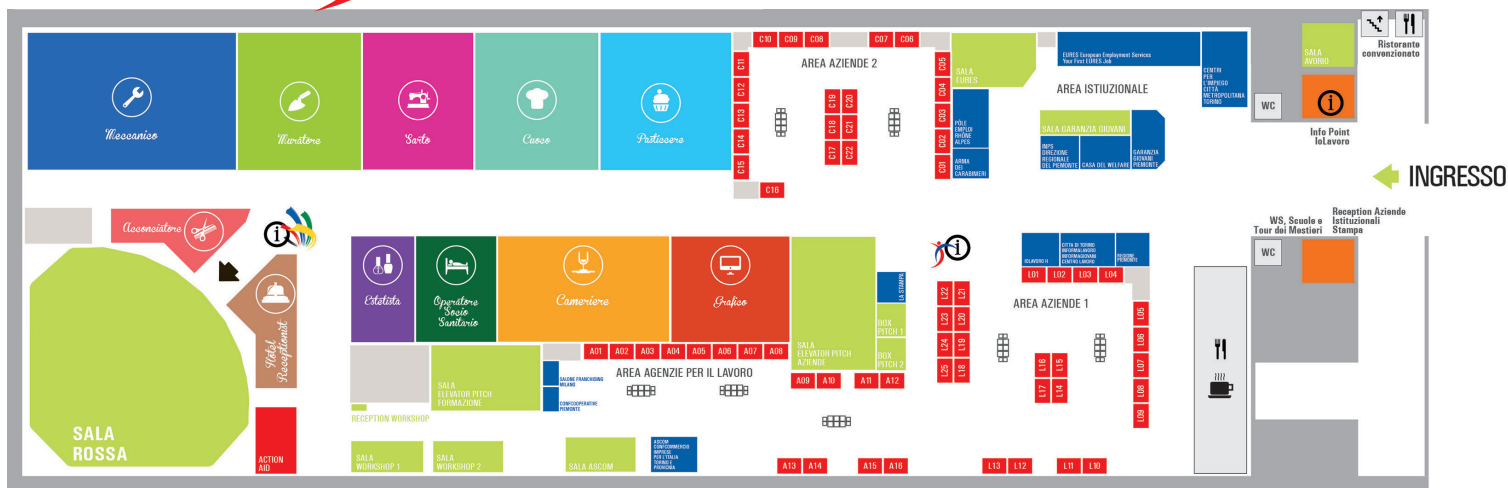 Meccanico
Muratore
Sarto
Cuoco
Pasticcere
C10
C09
C08
C07
C06
AREA AZIENDE 2
C11
C12
C13
C14
C15
C16
C19
C20
C18
C21
C17
C22
C05
C04
C03
C02
C01
SALA
EURES
EURES European Employment Services
Your First EURES Job
CENTRI
PER
L'IMPIEGO
CITTÀ
METROPOLITANA
TORINO
AREA ISTIUZIONALE
PÔLE
EMPLOI
RHÔNE
ALPES
ARMA
DEI
CARABINIERI
SALA GARANZIA GIOVANI
INPS
DIREZIONE
REGIONALE
DEL PIEMONTE
CASA DEL WELFARE
GARANZIA
GIOVANI
PIEMONTE
WC
SALA
AVORIO
Ristorante
convenzionato
Info Point
IoLavoro
INGRESSO
Acconciatore
Hôtel
Receptionist
SALA
ROSSA
ACTION
AID
Estetista
Operatore
Socio
Sanitario
Cameriere
Grafico
SALA
ELEVATOR PITCH
AZIENDE
LA STAMPA
BOX
PITCH 1
BOX
PITCH 2
A01
A02
A03
A04
A05
A06
A07
A08
AREA AGENZIE PER IL LAVORO
A09
A10
A11
A12
SALA
ELEVATOR PITCH
FORMAZIONE
SALONE FRANCHISING
MILANO
CONFCOOPERATIVE
PIEMONTE
RECEPTION WORKSHOP
SALA
WORKSHOP 1
SALA
WORKSHOP 2
SALA ASCOM
ASCOM
CONFCOMMERCIO
IMPRESE
PER L'ITALIA
TORINO E
PROVINCIA
A13
A14
A15
A16
L13
L12
L11
L10
IOLAVORO H
CITTA DI TORINO
INFORMALAVORO
INFORMAGIOVANI
CENTRO LAVORO
REGIONE
PIEMONTE
L01
L02
L03
L04
AREA AZIENDE 1
L22
L21
L23
L20
L24
L19
L25
L18
L16
L15
L17
L14
L05
L06
L07
L08
L09
WS, Scuole e
Tour dei Mestieri
Reception Aziende
Istituzionali
Stampa
WC